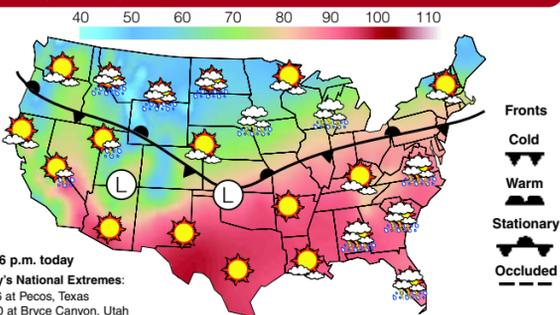 40 50 60 70 80 90 100 110
Fronts
Cold
Warm
Stationary
Occluded
L
L
6 p.m. today
y's National Extremes:
at Pecos, Texas
at Bryce Canyon, Utah